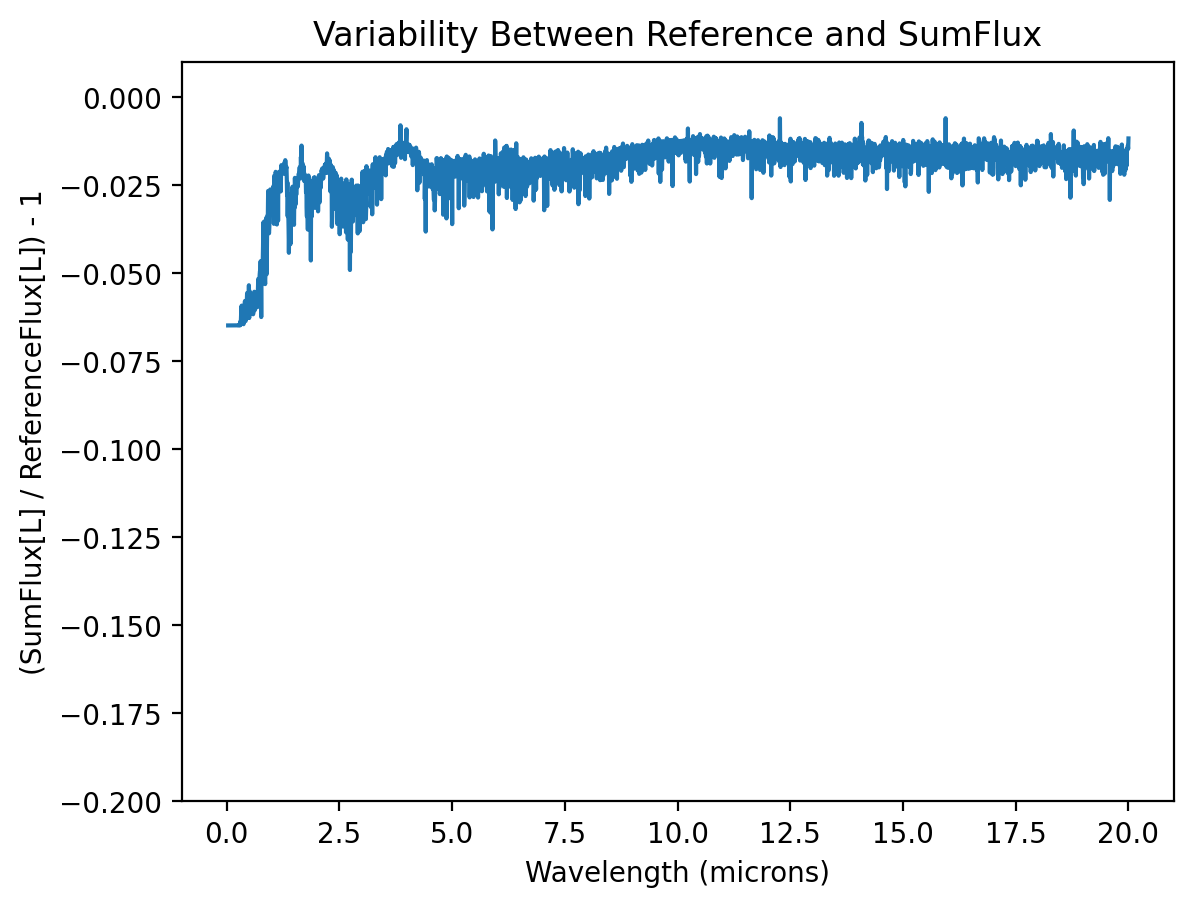 Variability Between Reference and SumFlux
(SumFlux[L] / ReferenceFlux[L]) - 1
0.000
−0.025
−0.050
−0.075
−0.100
−0.125
−0.150
−0.175
−0.200
0.0 2.5 5.0 7.5 10.0 12.5 15.0 17.5 20.0
Wavelength (microns)